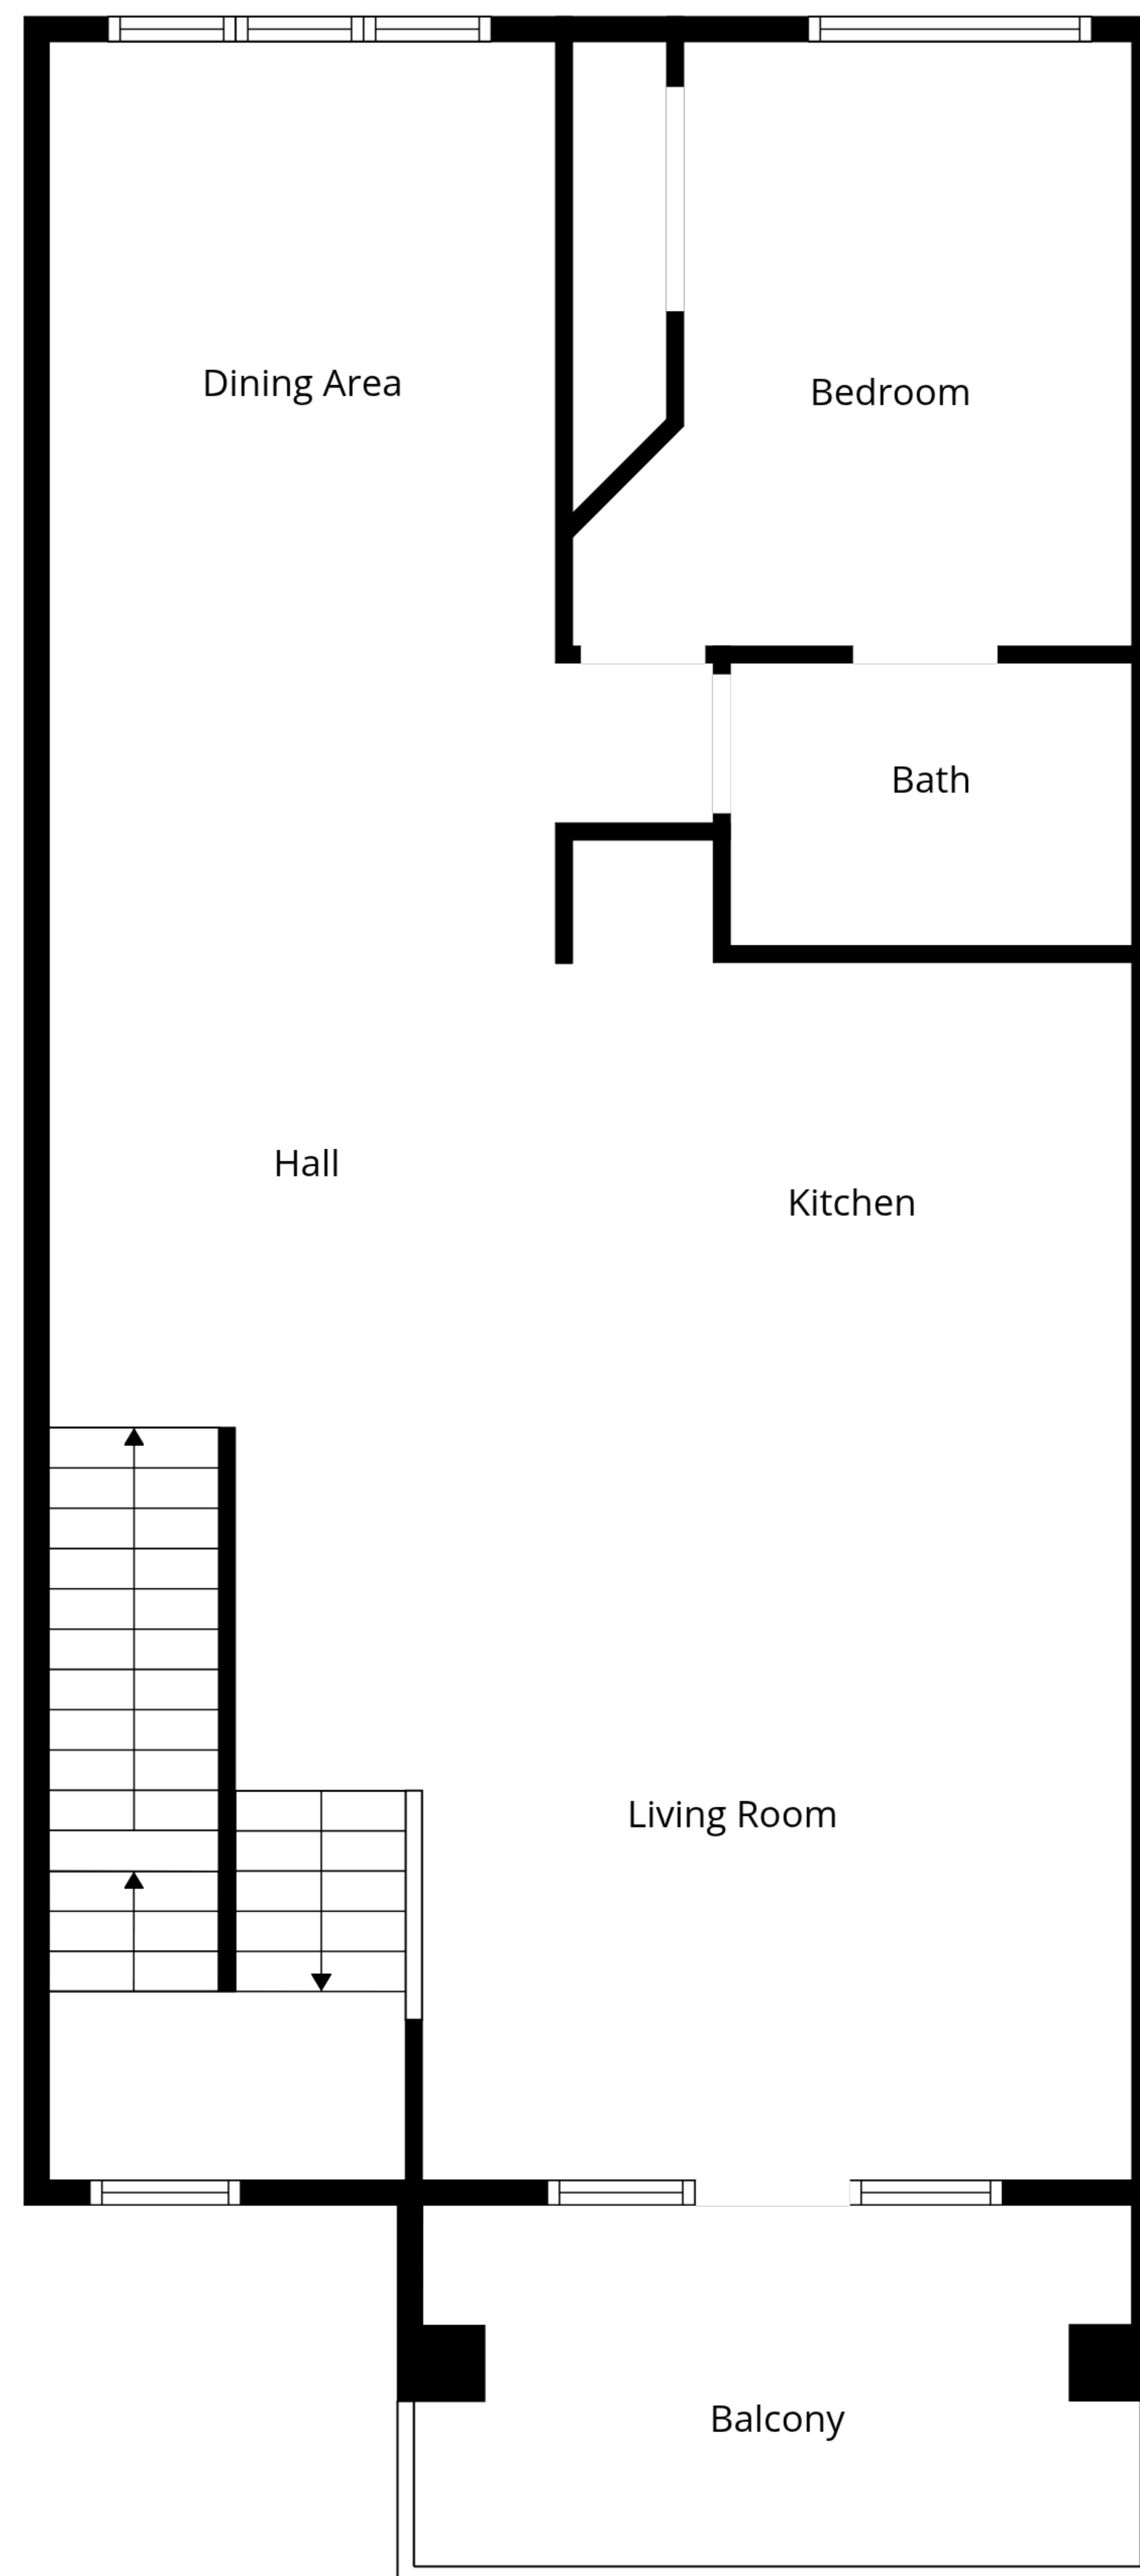 Dining Area
Bedroom
Bath
Hall
Kitchen
Living Room
Balcony